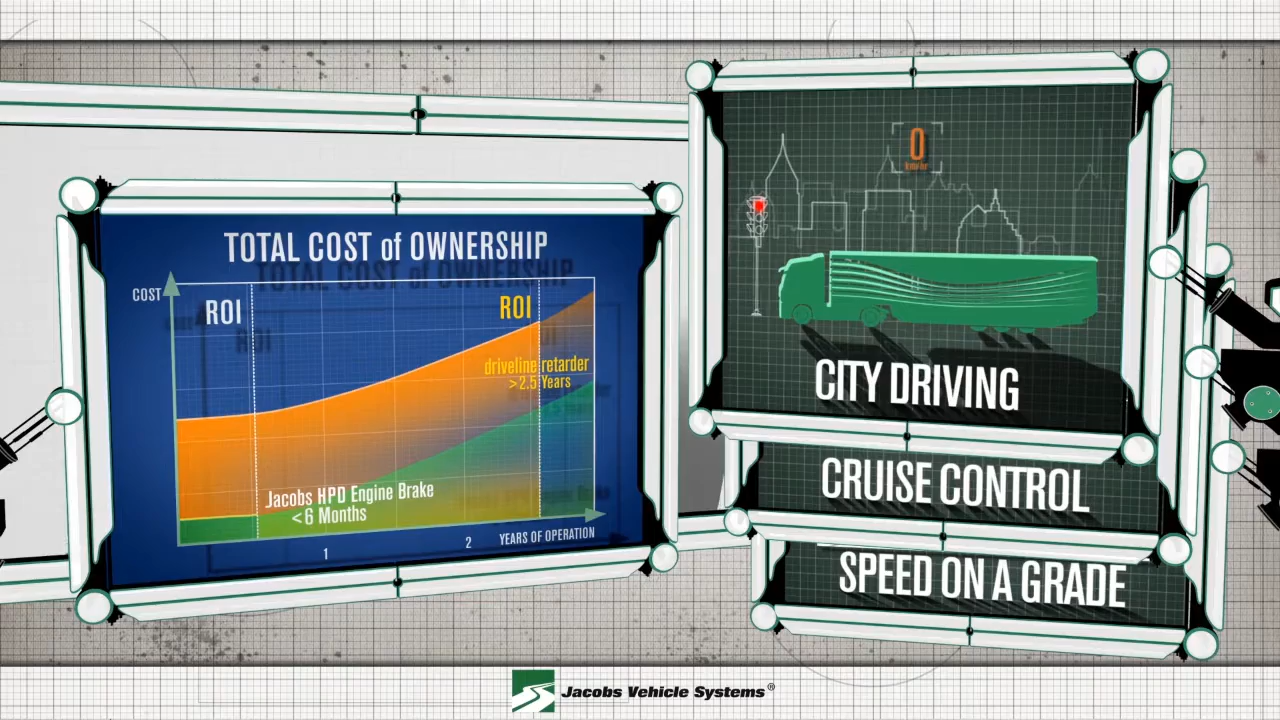 TOTAL COST of OWNERSHIP
COST
ROI
ROI
driveline retarder
>2.5 Years
Jacobs HPD Engine Brake
<6 Months
1
2
YEARS OF OPERATION
0
CITY DRIVING
CRUISE CONTROL
SPEED ON A GRADE
Jacobs Vehicle Systems®